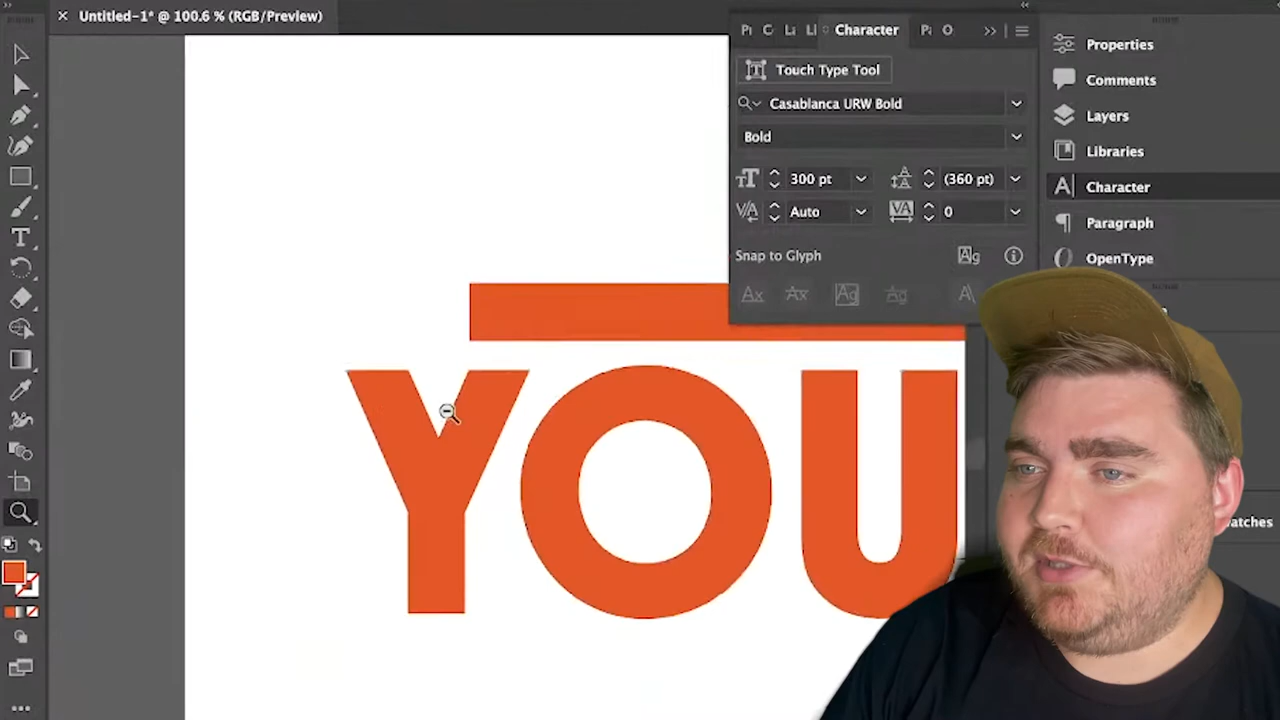 Untitled-1* @ 100.6 % (RGB/Preview)
Character
Touch Type Tool
Casablanca URW Bold
Bold
300 pt
(360 pt)
Auto
0
Snap to Glyph
Properties
Comments
Layers
Libraries
Character
Paragraph
OpenType
atches
YOU